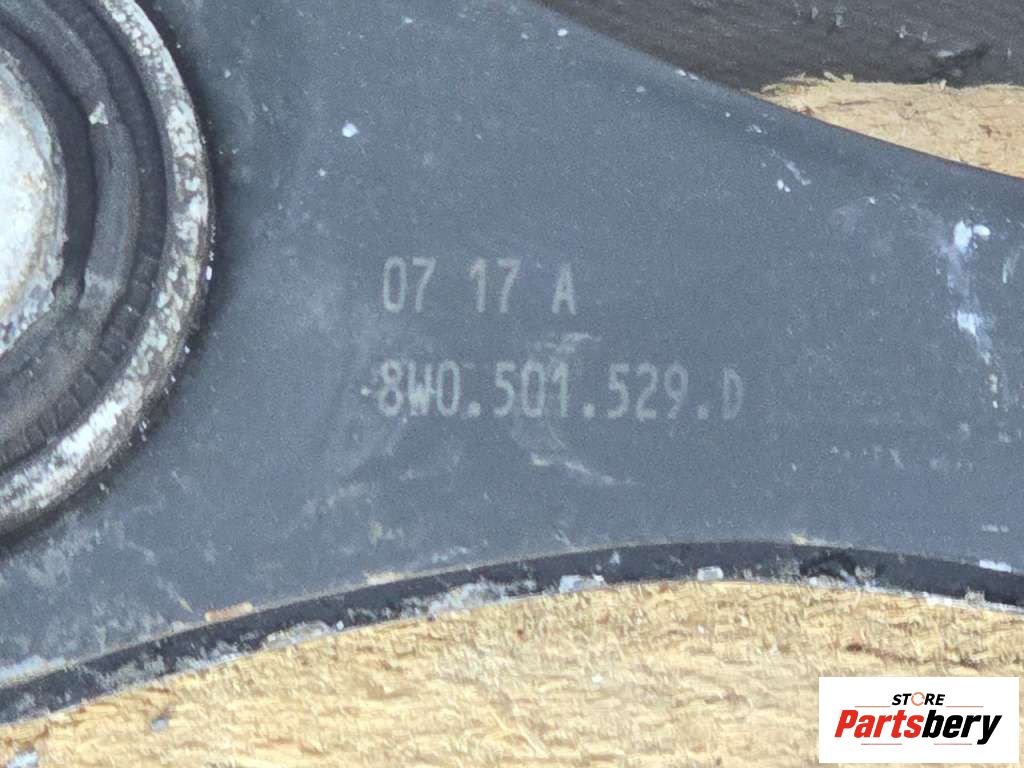 07 17 A
8W0.501.529.D
STORE
Partsbery